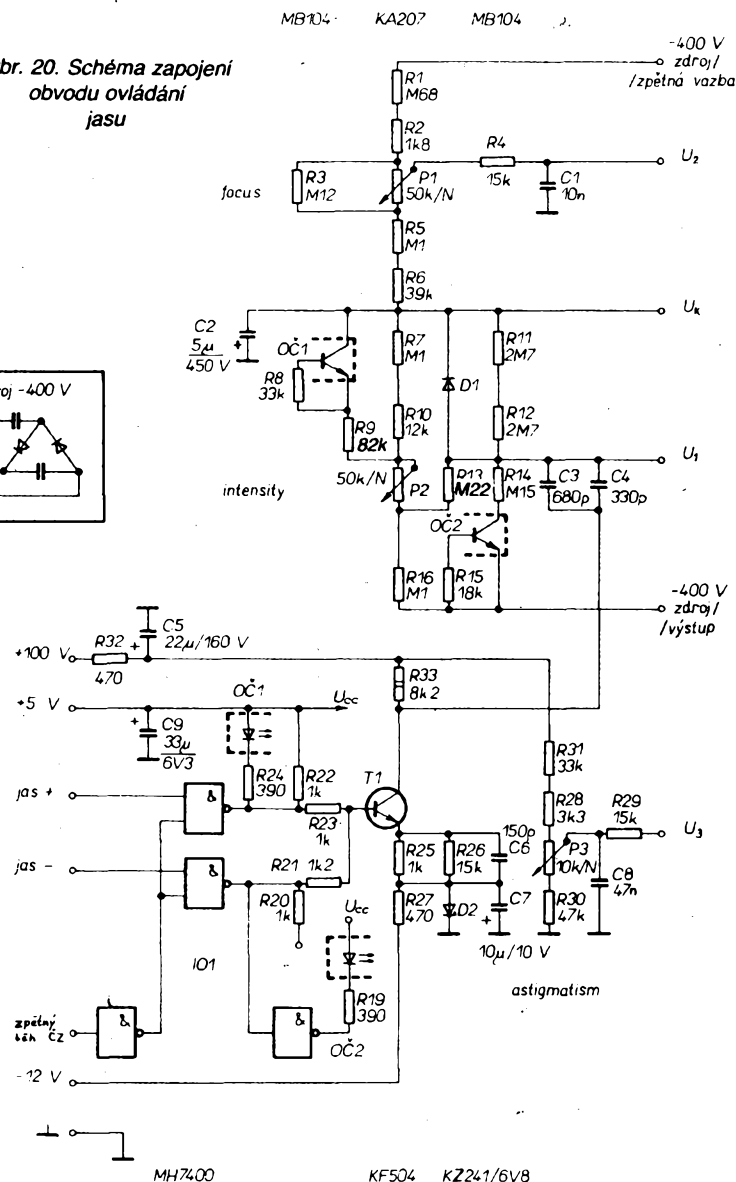 MB104 KA207 MB104
br. 20. Schéma zapojení
obvodu ovládání
jasu
-400 V
zdroj/
/zpětná vazba
R1
M68
R2
1k8
R3
M12
focus
P1
50k/N
R4
15k
C1
10n
U2
R5
M1
R6
39k
Uk
C2
5µ
450 V
+
OČ1
R8
33k
R9
82k
R7
M1
R10
12k
D1
R11
2M7
R12
2M7
U1
50k/N
P2
intensity
R13
M22
R14
M15
C3
680p
C4
330p
OČ2
R16
M1
R15
18k
-400 V
zdroj/
/výstup
oj -400 V
+100 V
R32
470
C5
22µ/160 V
+
R33
8k2
+5 V
OČ1
Ucc
C9
33µ
6V3
+
R24
390
R22
1k
R23
1k
T1
R31
33k
R28
3k3
R29
15k
U3
P3
10k/N
C8
47n
R30
47k
jas +
&
jas -
&
R21 1k2
R20
1k
Ucc
R25
1k
R26
15k
150p
C6
R27
470
D2
C7
+
10µ/10 V
astigmatism
IO1
zpětný
běh ČZ
&
&
R19
390
OČ2
-12 V
MH7400 KF504 KZ241/6V8